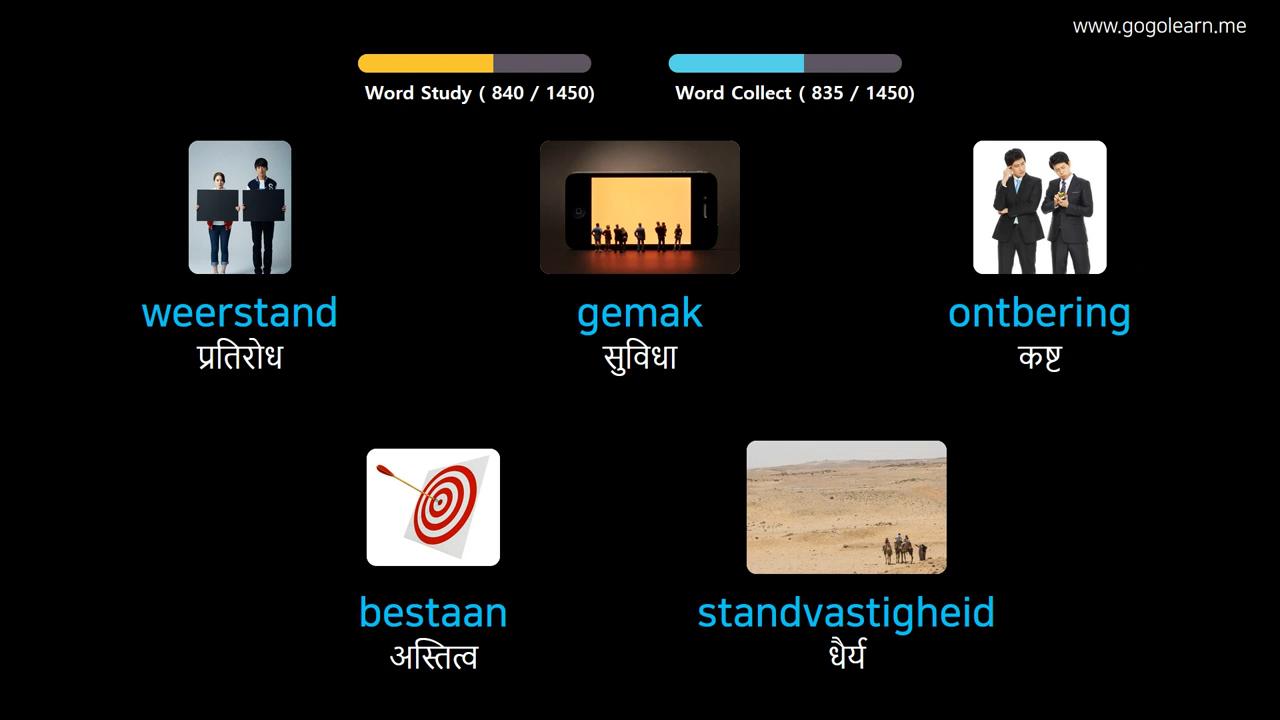 www.gogolearn.me
Word Study ( 840 / 1450)
Word Collect ( 835 / 1450)
weerstand
प्रतिरोध
gemak
सुविधा
ontbering
कष्ट
bestaan
अस्तित्व
standvastigheid
धैर्य